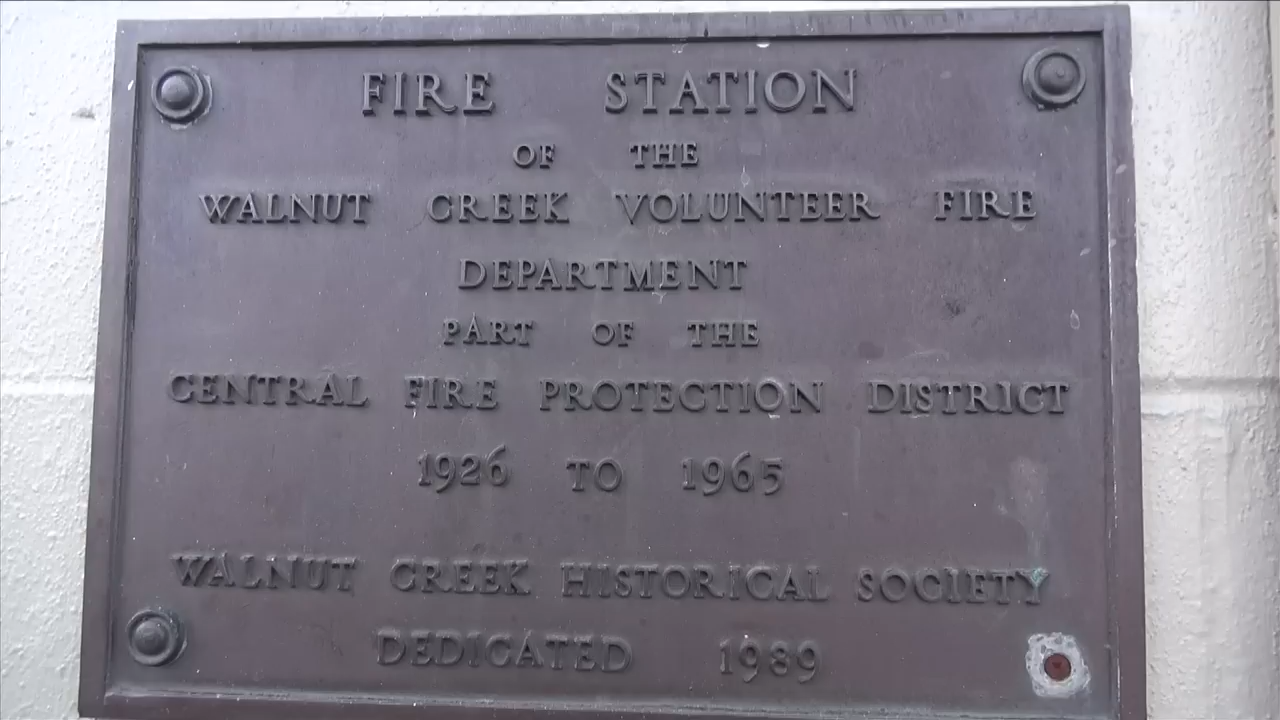 FIRE STATION
OF THE
WALNUT CREEK VOLUNTEER FIRE
DEPARTMENT
PART OF THE
CENTRAL FIRE PROTECTION DISTRICT
1926 TO 1965
WALNUT CREEK HISTORICAL SOCIETY
DEDICATED 1989